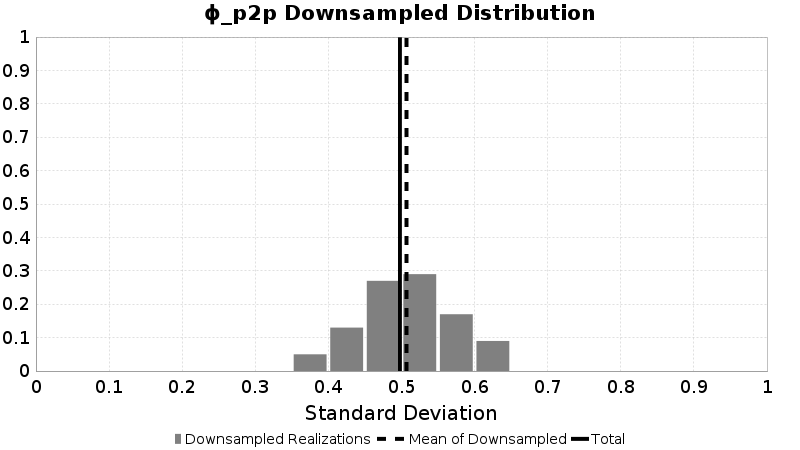 ϕ_p2p Downsampled Distribution
1
0.9
0.8
0.7
0.6
0.5
0.4
0.3
0.2
0.1
0
0 0.1 0.2 0.3 0.4 0.5 0.6 0.7 0.8 0.9 1
Standard Deviation
Downsampled Realizations Mean of Downsampled Total